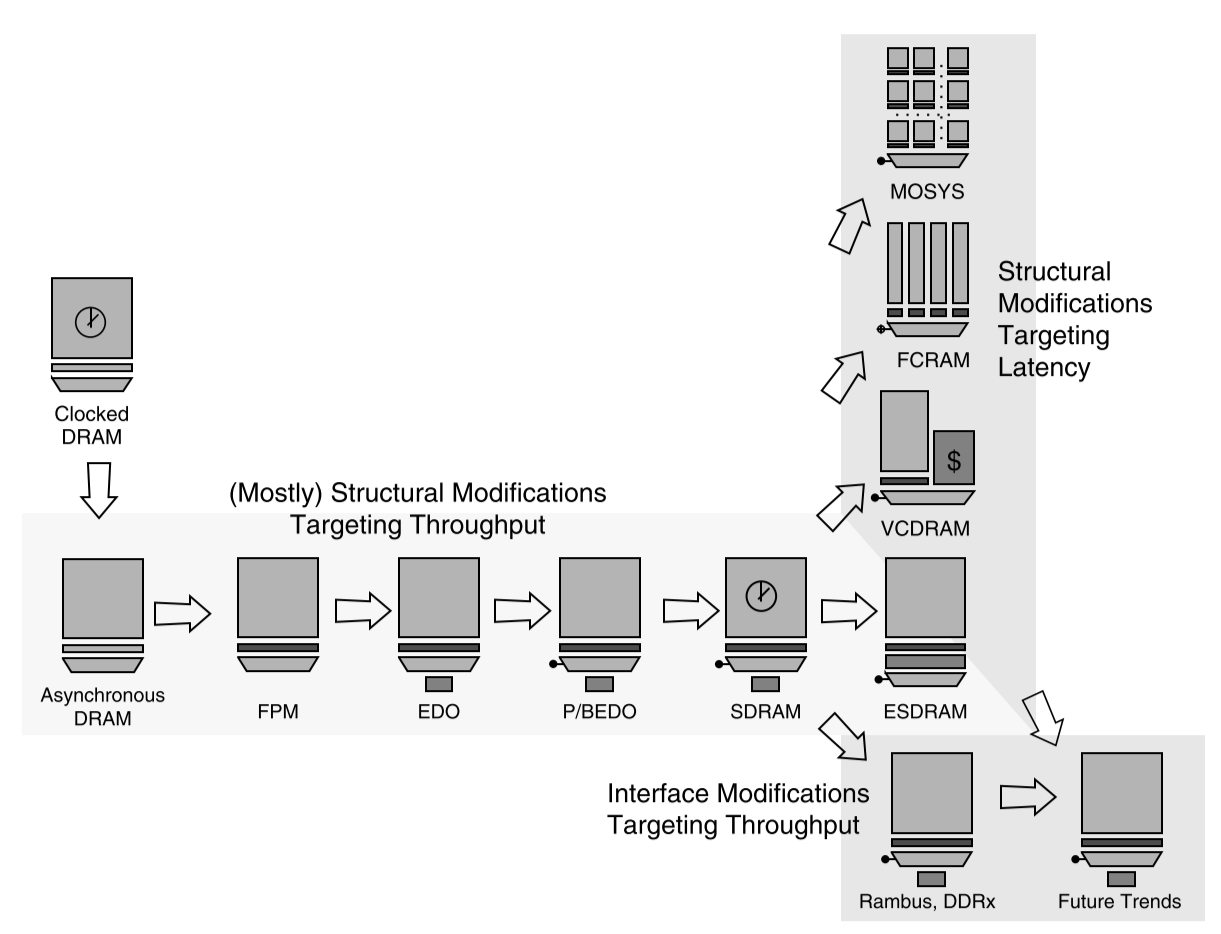 MOSYS
Structural
Modifications
Targeting
Latency
FCRAM
Clocked
DRAM
$
(Mostly) Structural Modifications
Targeting Throughput
VCDRAM
Asynchronous
DRAM
FPM
EDO
P/BEDO
SDRAM
ESDRAM
Interface Modifications
Targeting Throughput
Rambus, DDRx
Future Trends